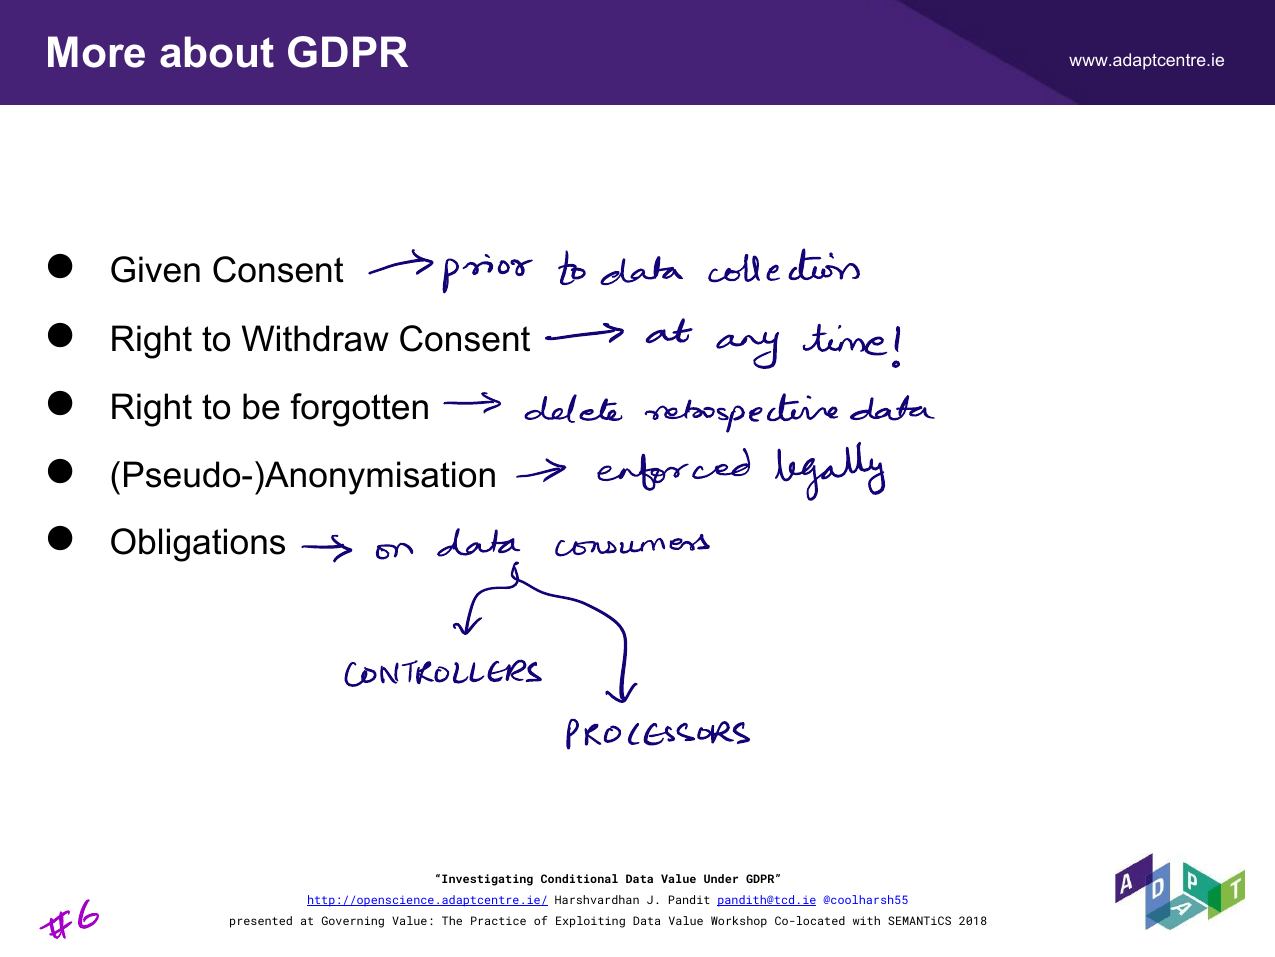 More about GDPR
www.adaptcentre.ie
● Given Consent → prior to data collection
● Right to Withdraw Consent → at any time!
● Right to be forgotten → delete retrospective data
● (Pseudo-)Anonymisation → enforced legally
● Obligations → on data consumers
CONTROLLERS
PROCESSORS
“Investigating Conditional Data Value Under GDPR”
http://openscience.adaptcentre.ie/ Harshvardhan J. Pandit pandith@tcd.ie @coolharsh55
presented at Governing Value: The Practice of Exploiting Data Value Workshop Co-located with SEMANTiCS 2018
#6
ADAPT